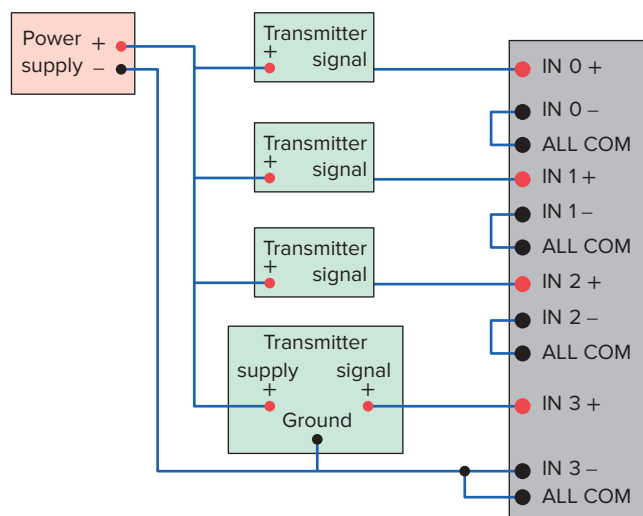 Power +
supply –
Transmitter
+ signal
Transmitter
+ signal
Transmitter
+ signal
Transmitter
supply signal
+ +
Ground
IN 0 +
IN 0 –
ALL COM
IN 1 +
IN 1 –
ALL COM
IN 2 +
IN 2 –
ALL COM
IN 3 +
IN 3 –
ALL COM